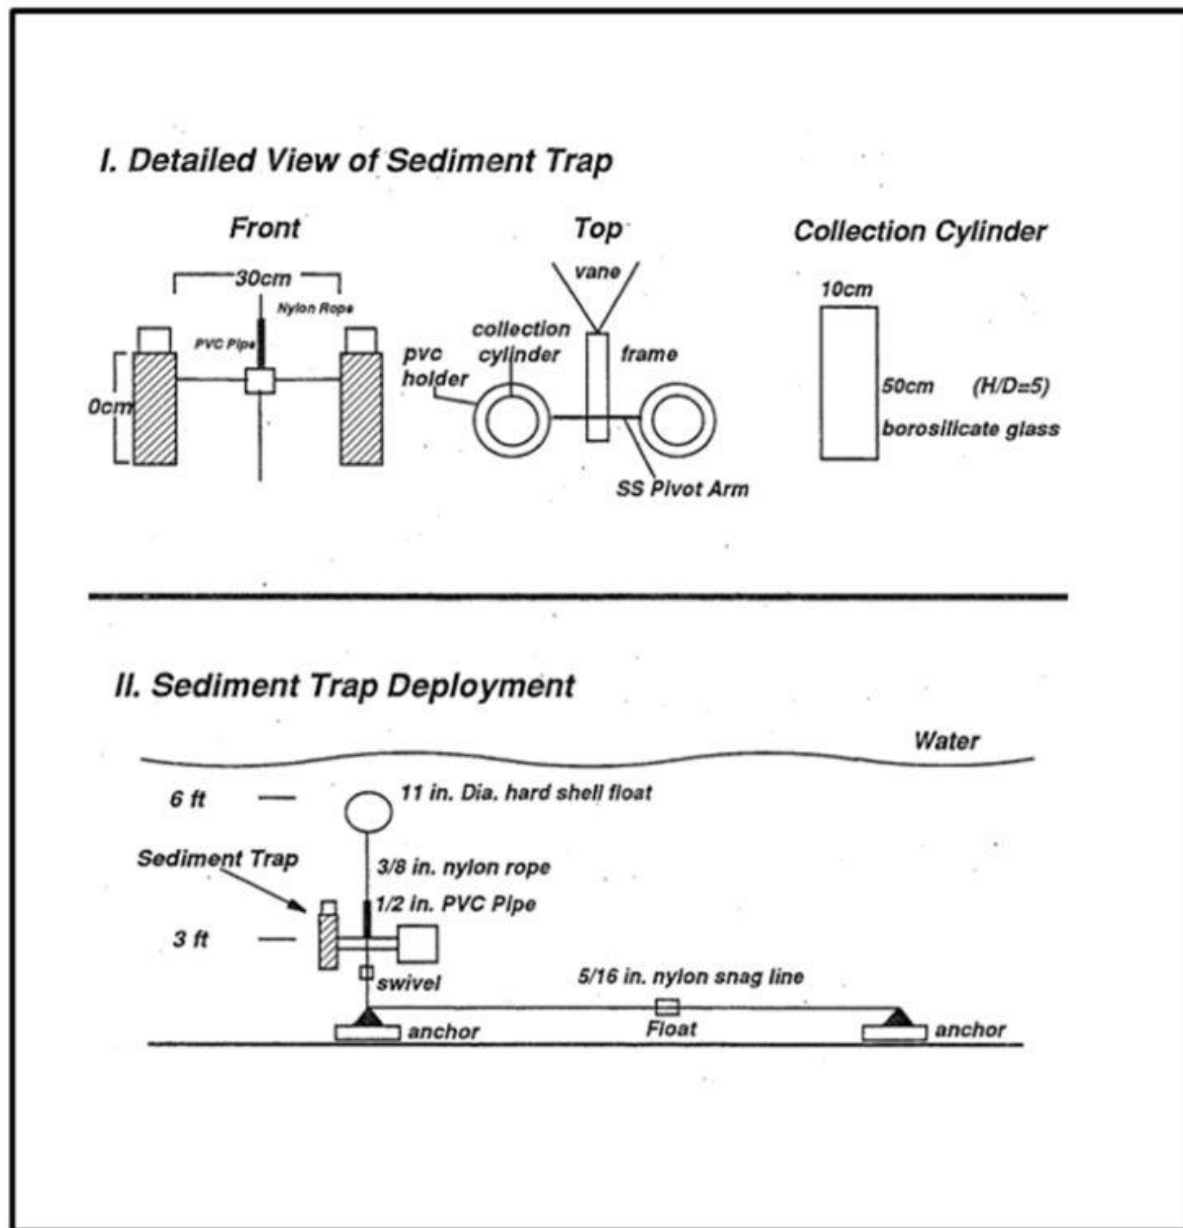 I. Detailed View of Sediment Trap
Front
Top
Collection Cylinder
30cm
Nylon Rope
PVC Pipe
0cm
vane
collection
cylinder
pvc
holder
frame
SS Pivot Arm
10cm
50cm (H/D=5)
borosilicate glass
II. Sediment Trap Deployment
Water
6 ft
11 in. Dia. hard shell float
Sediment Trap
3/8 in. nylon rope
1/2 in. PVC Pipe
3 ft
swivel
5/16 in. nylon snag line
anchor
Float
anchor